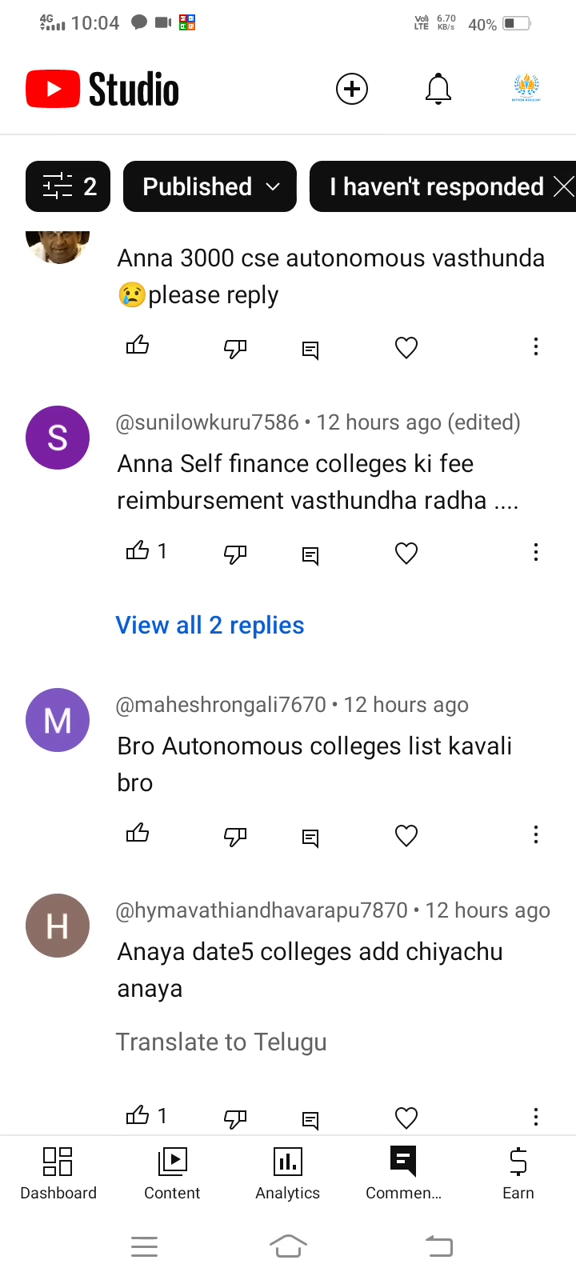 4G 10:04 Voli LTE 6.70 KB/s 40%
Studio
2 Published I haven't responded
Anna 3000 cse autonomous vasthunda
😢please reply
@sunilowkuru7586 • 12 hours ago (edited)
Anna Self finance colleges ki fee
reimbursement vasthundha radha ....
1
View all 2 replies
@maheshrongali7670 • 12 hours ago
M
Bro Autonomous colleges list kavali
bro
@hymavathiandhavarapu7870 • 12 hours ago
H
Anaya date5 colleges add chiyachu
anaya
Translate to Telugu
1
Dashboard Content Analytics Commen... Earn